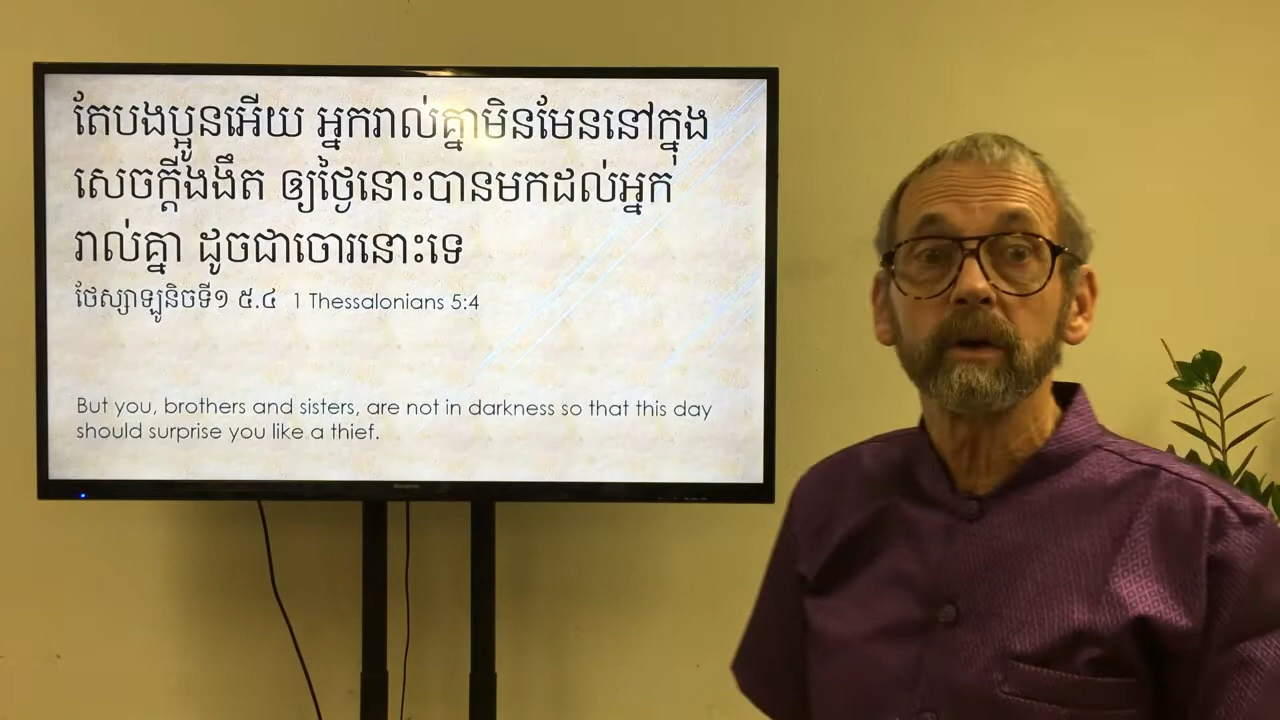 តែបងប្អូនអើយ អ្នករាល់គ្នាមិនមែននៅក្នុង
សេចក្ដីងងឹត ឲ្យថ្ងៃនោះបានមកដល់អ្នក
រាល់គ្នា ដូចជាចោរនោះទេ
ថែស្សាឡូនិចទី១ ៥.៤ 1 Thessalonians 5:4
But you, brothers and sisters, are not in darkness so that this day
should surprise you like a thief.